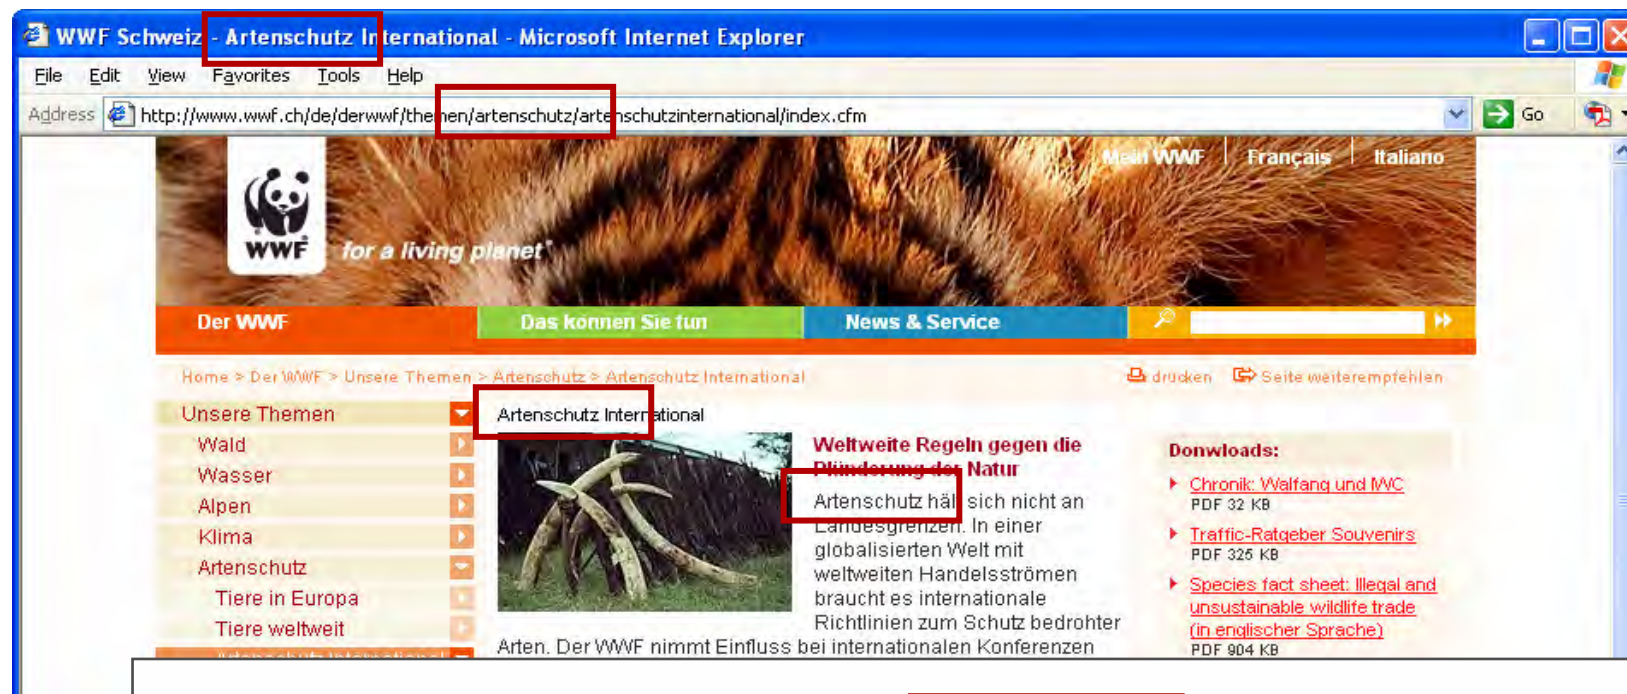 WWF Schweiz - Artenschutz International - Microsoft Internet Explorer
File Edit View Favorites Tools Help
Address http://www.wwf.ch/de/derwwf/themen/artenschutz/artenschutzinternational/index.cfm Go
Mein WWF Français Italiano
WWF for a living planet
Der WWF Das können Sie tun News & Service
Home > Der WWF > Unsere Themen > Artenschutz > Artenschutz International drucken Seite weiterempfehlen
Unsere Themen
Wald
Wasser
Alpen
Klima
Artenschutz
Tiere in Europa
Tiere weltweit
Artenschutz International
Artenschutz International
Weltweite Regeln gegen die
Plünderung der Natur
Artenschutz hält sich nicht an
Landesgrenzen. In einer
globalisierten Welt mit
weltweiten Handelsströmen
braucht es internationale
Richtlinien zum Schutz bedrohter
Arten. Der WWF nimmt Einfluss bei internationalen Konferenzen
Donwloads:
Chronik: Walfang und IWC
PDF 32 KB
Traffic-Ratgeber Souvenirs
PDF 325 KB
Species fact sheet: Illegal and
unsustainable wildlife trade
(in englischer Sprache)
PDF 904 KB